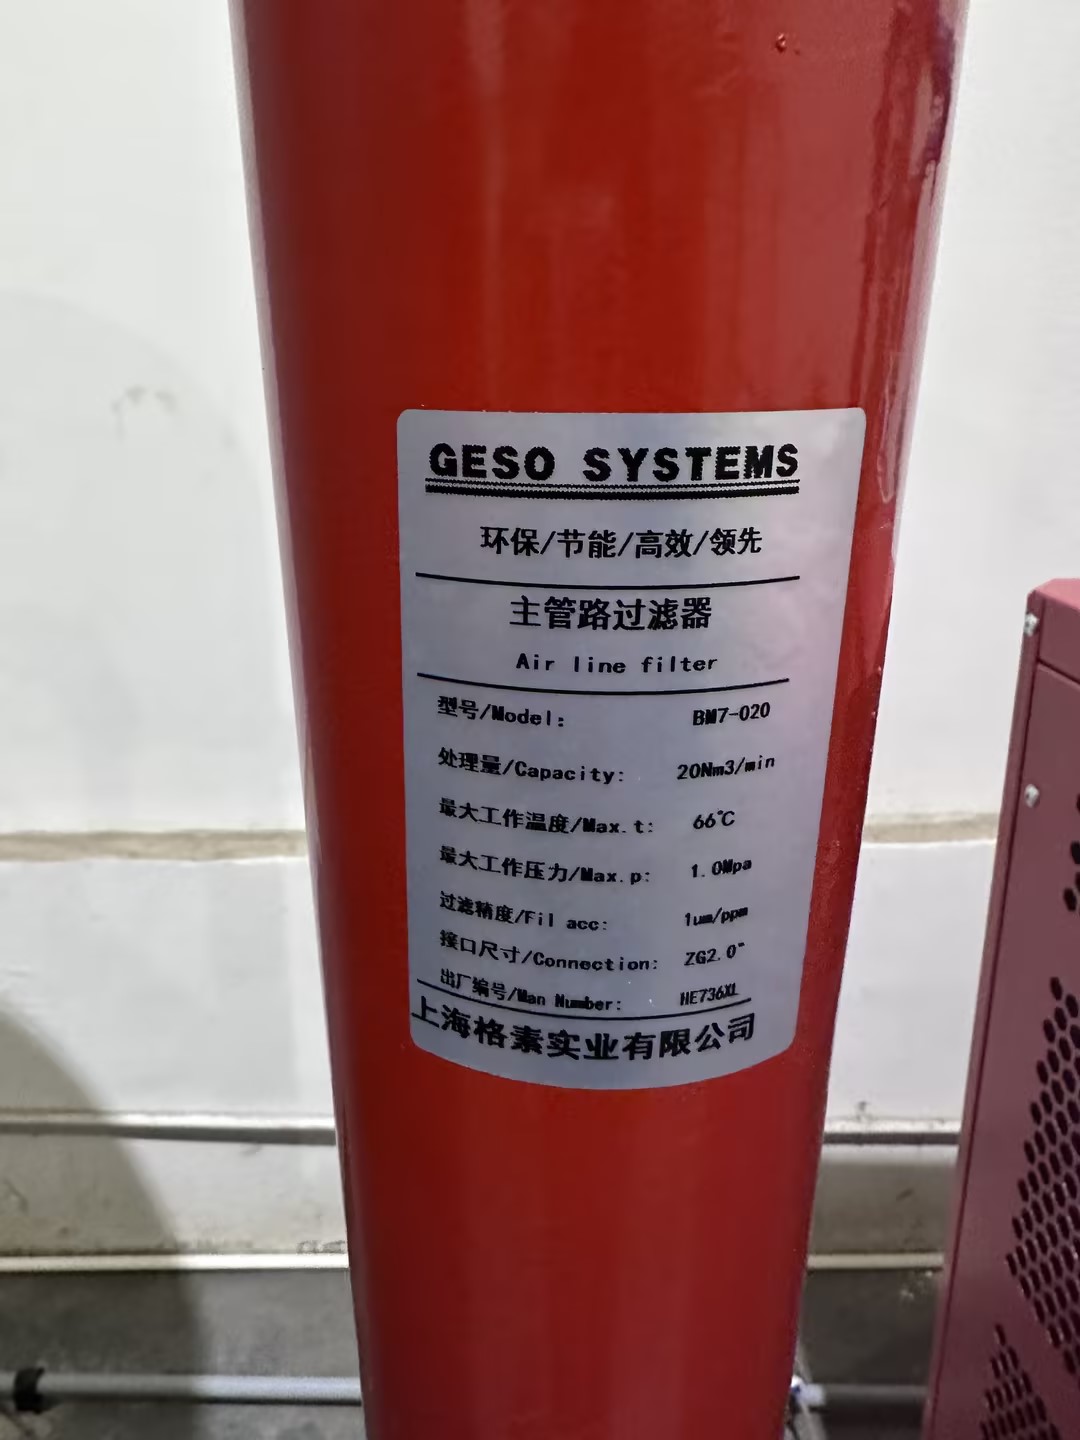 GESO SYSTEMS
环保/节能/高效/领先
主管路过滤器
Air line filter
型号/Model: BM7-020
处理量/Capacity: 20Nm3/min
最大工作温度/Max.t: 66℃
最大工作压力/Max.p: 1.0Mpa
过滤精度/Fil acc: 1um/ppm
接口尺寸/Connection: ZG2.0"
出厂编号/Man Number: HE736XL
上海格素实业有限公司